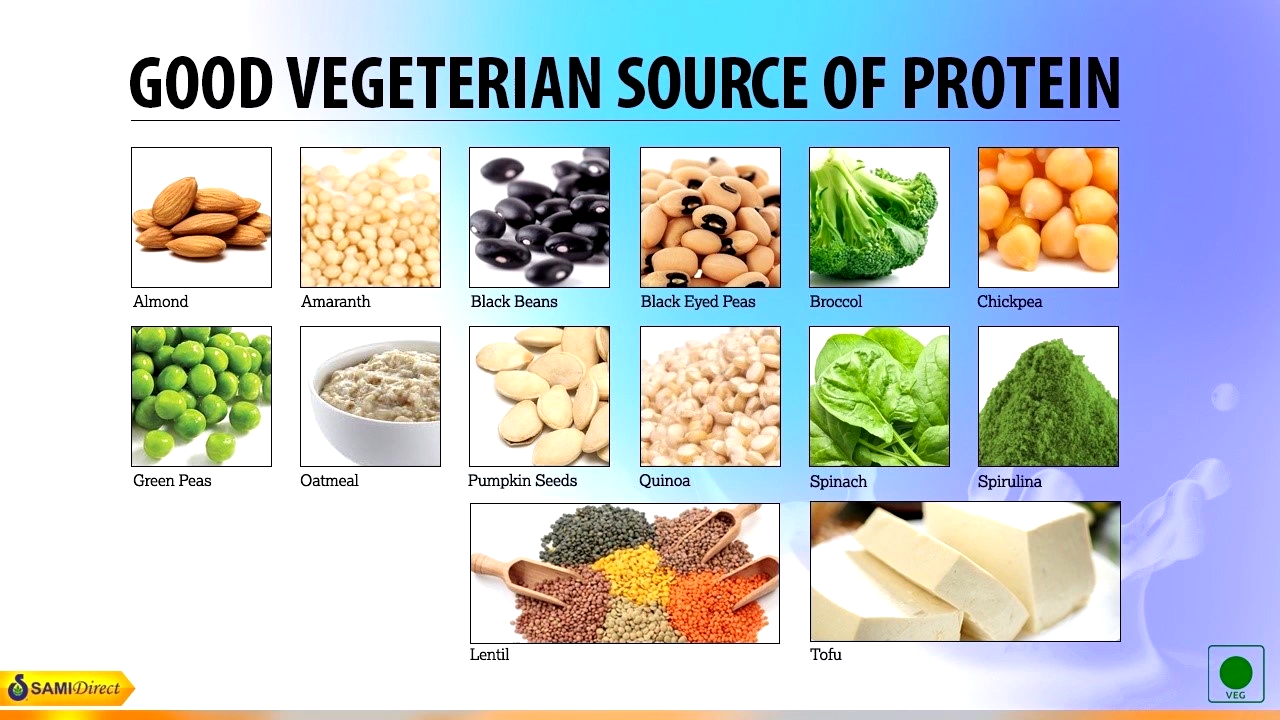 GOOD VEGETERIAN SOURCE OF PROTEIN
Almond
Amaranth
Black Beans
Black Eyed Peas
Broccol
Chickpea
Green Peas
Oatmeal
Pumpkin Seeds
Quinoa
Spinach
Spirulina
Lentil
Tofu
SAMIDirect
VEG